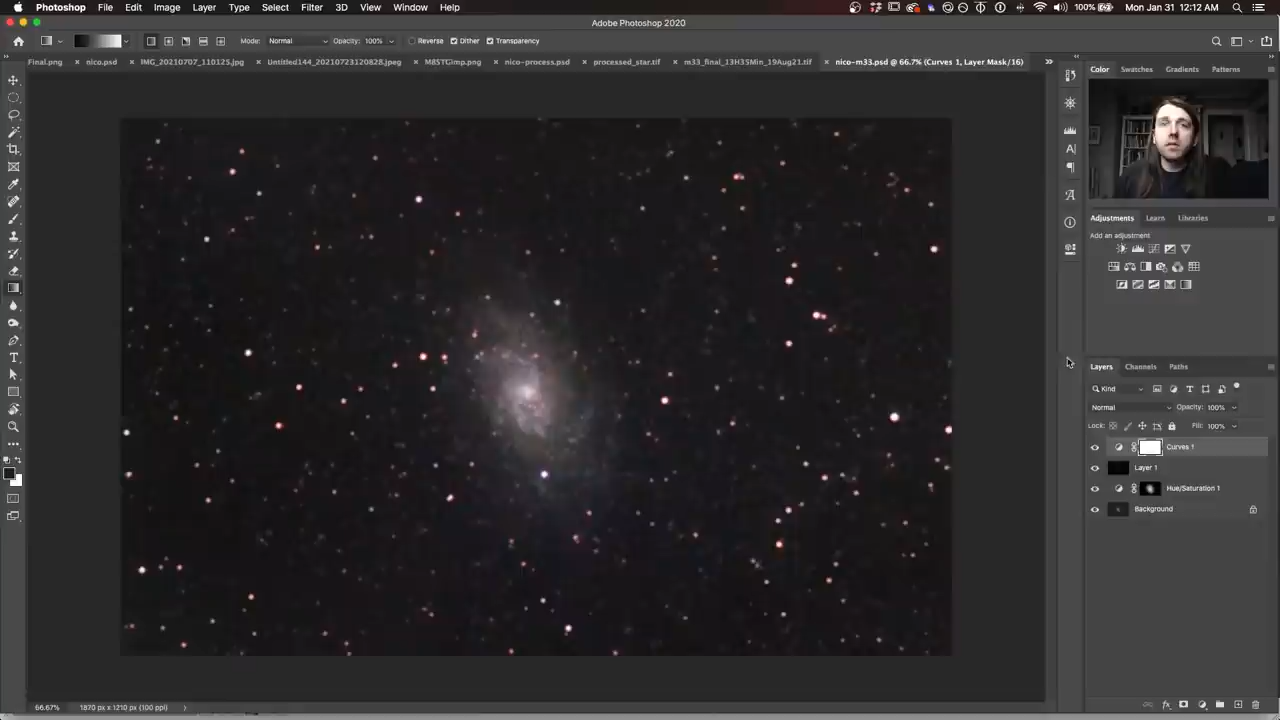 Photoshop File Edit Image Layer Type Select Filter 3D View Window Help 100% Mon Jan 31 12:12 AM
Adobe Photoshop 2020
Mode: Normal Opacity: 100% Reverse Dither Transparency
Final.png nico.psd IMG_20210707_110125.jpg Untitled144_20210723120828.jpeg M8STGimp.png nico-process.psd processed_star.tif m33_final_13H35Min_19Aug21.tif nico-m33.psd @ 66.7% (Curves 1, Layer Mask/16)
Color Swatches Gradients Patterns
Adjustments Learn Libraries
Add an adjustment
Layers Channels Paths
Kind
Normal Opacity: 100%
Lock: Fill: 100%
Curves 1
Layer 1
Hue/Saturation 1
Background
66.67% 1870 px x 1210 px (100 ppi)